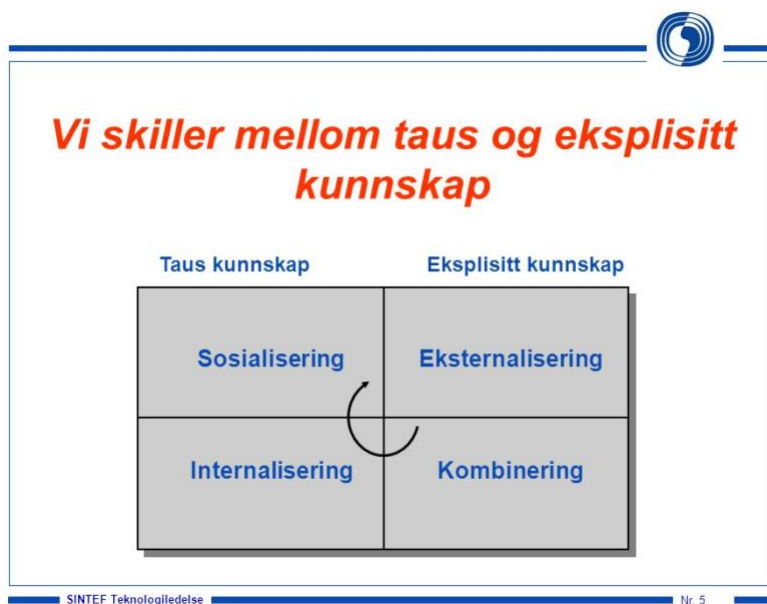 Vi skiller mellom taus og eksplisitt
kunnskap
Taus kunnskap
Eksplisitt kunnskap
Sosialisering
Eksternalisering
Internalisering
Kombinering
SINTEF Teknologiledelse
Nr. 5